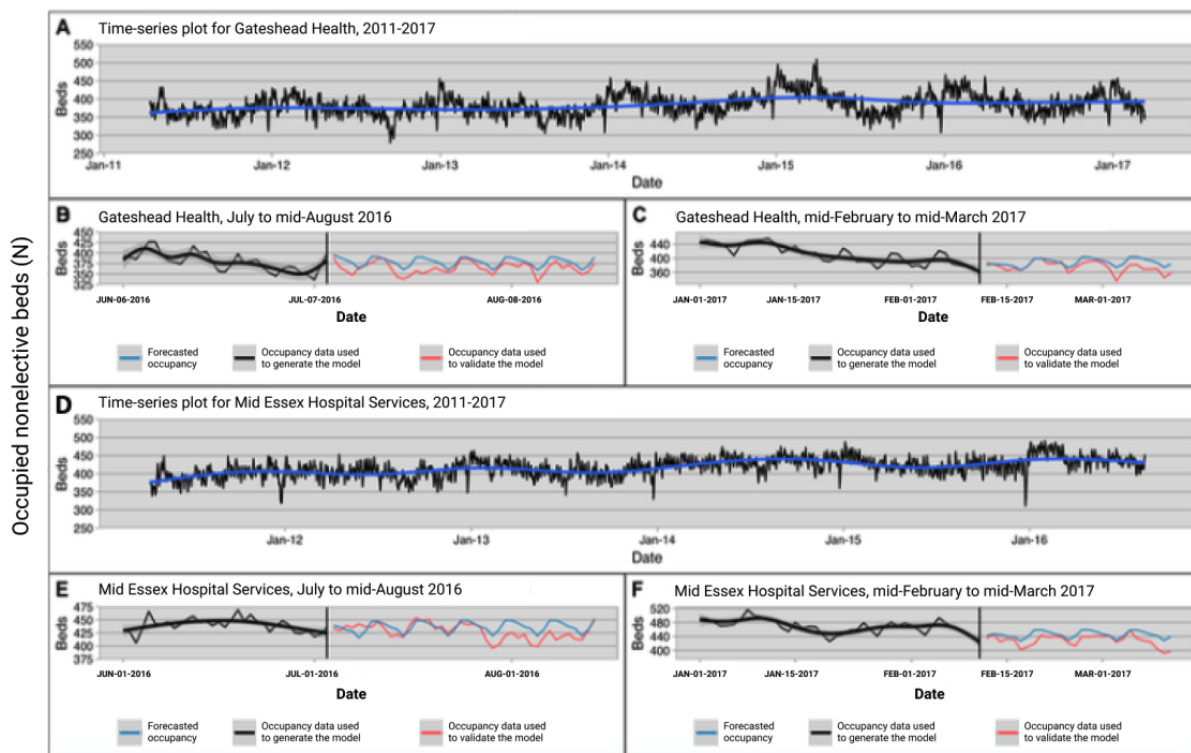 Occupied nonelective beds (N)
A Time-series plot for Gateshead Health, 2011-2017
Beds
550
500
450
400
350
300
250
Jan-11 Jan-12 Jan-13 Jan-14 Jan-15 Jan-16 Jan-17
Date
B Gateshead Health, July to mid-August 2016
Beds
450
425
400
375
350
325
JUN-06-2016 JUL-07-2016 AUG-08-2016
Date
Forecasted occupancy
Occupancy data used to generate the model
Occupancy data used to validate the model
C Gateshead Health, mid-February to mid-March 2017
Beds
440
400
360
JAN-01-2017 JAN-15-2017 FEB-01-2017 FEB-15-2017 MAR-01-2017
Date
Forecasted occupancy
Occupancy data used to generate the model
Occupancy data used to validate the model
D Time-series plot for Mid Essex Hospital Services, 2011-2017
Beds
550
500
450
400
350
300
250
Jan-12 Jan-13 Jan-14 Jan-15 Jan-16
Date
E Mid Essex Hospital Services, July to mid-August 2016
Beds
475
450
425
400
375
JUN-01-2016 JUL-01-2016 AUG-01-2016
Date
Forecasted occupancy
Occupancy data used to generate the model
Occupancy data used to validate the model
F Mid Essex Hospital Services, mid-February to mid-March 2017
Beds
520
480
440
400
JAN-01-2017 JAN-15-2017 FEB-01-2017 FEB-15-2017 MAR-01-2017
Date
Forecasted occupancy
Occupancy data used to generate the model
Occupancy data used to validate the model